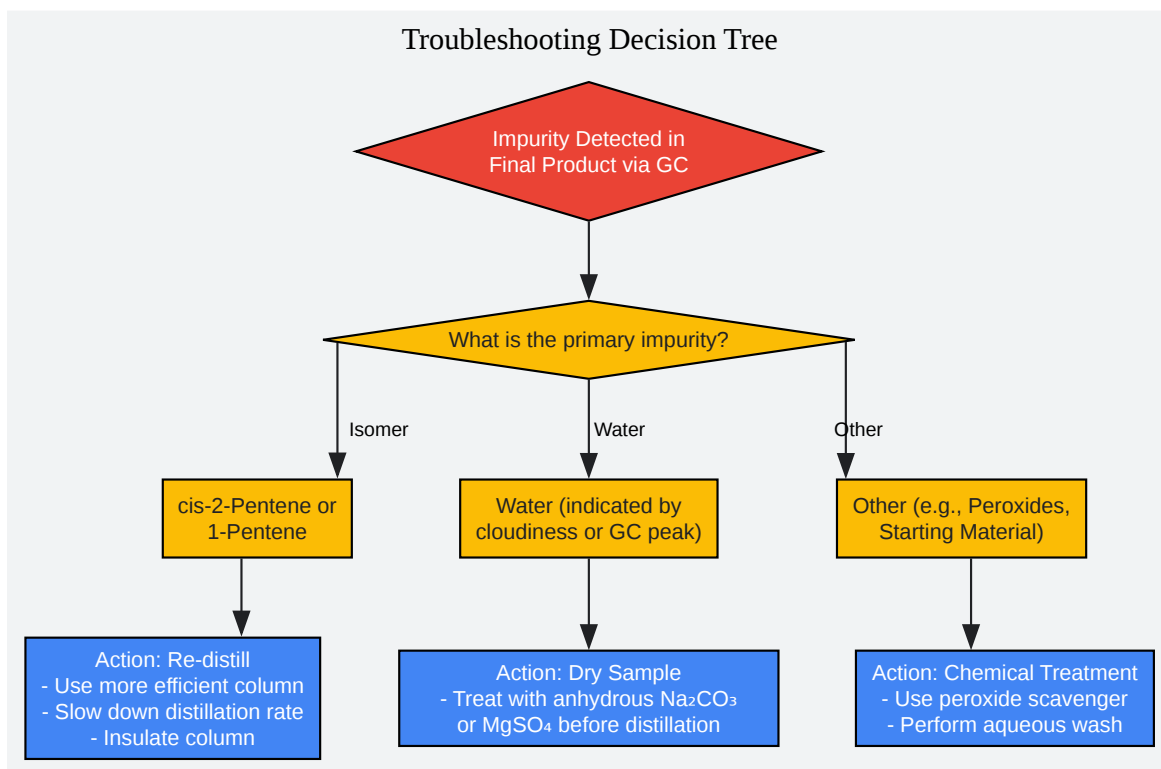 Troubleshooting Decision Tree
Impurity Detected in
Final Product via GC
What is the primary impurity?
Isomer
Water
Other
cis-2-Pentene or
1-Pentene
Water (indicated by
cloudiness or GC peak)
Other (e.g., Peroxides,
Starting Material)
Action: Re-distill
- Use more efficient column
- Slow down distillation rate
- Insulate column
Action: Dry Sample
- Treat with anhydrous Na₂CO₃
or MgSO₄ before distillation
Action: Chemical Treatment
- Use peroxide scavenger
- Perform aqueous wash